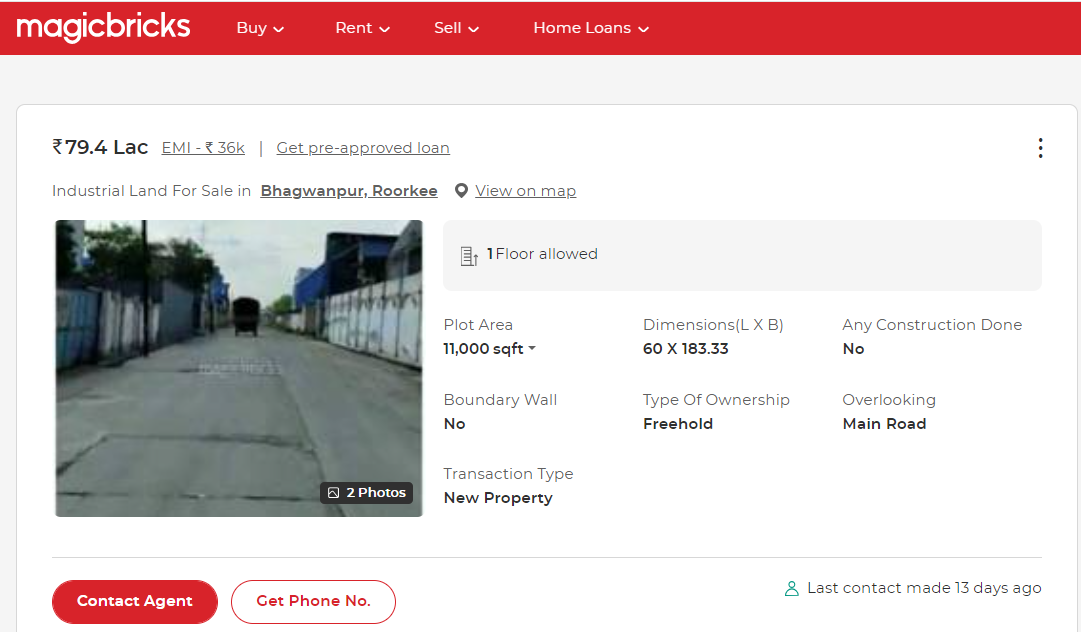 magicbricks
Buy
Rent
Sell
Home Loans
₹79.4 Lac EMI - ₹ 36k | Get pre-approved loan
Industrial Land For Sale in Bhagwanpur, Roorkee View on map
1 Floor allowed
Plot Area
11,000 sqft
Dimensions(L X B)
60 X 183.33
Any Construction Done
No
Boundary Wall
No
Type Of Ownership
Freehold
Overlooking
Main Road
Transaction Type
New Property
2 Photos
Contact Agent
Get Phone No.
Last contact made 13 days ago